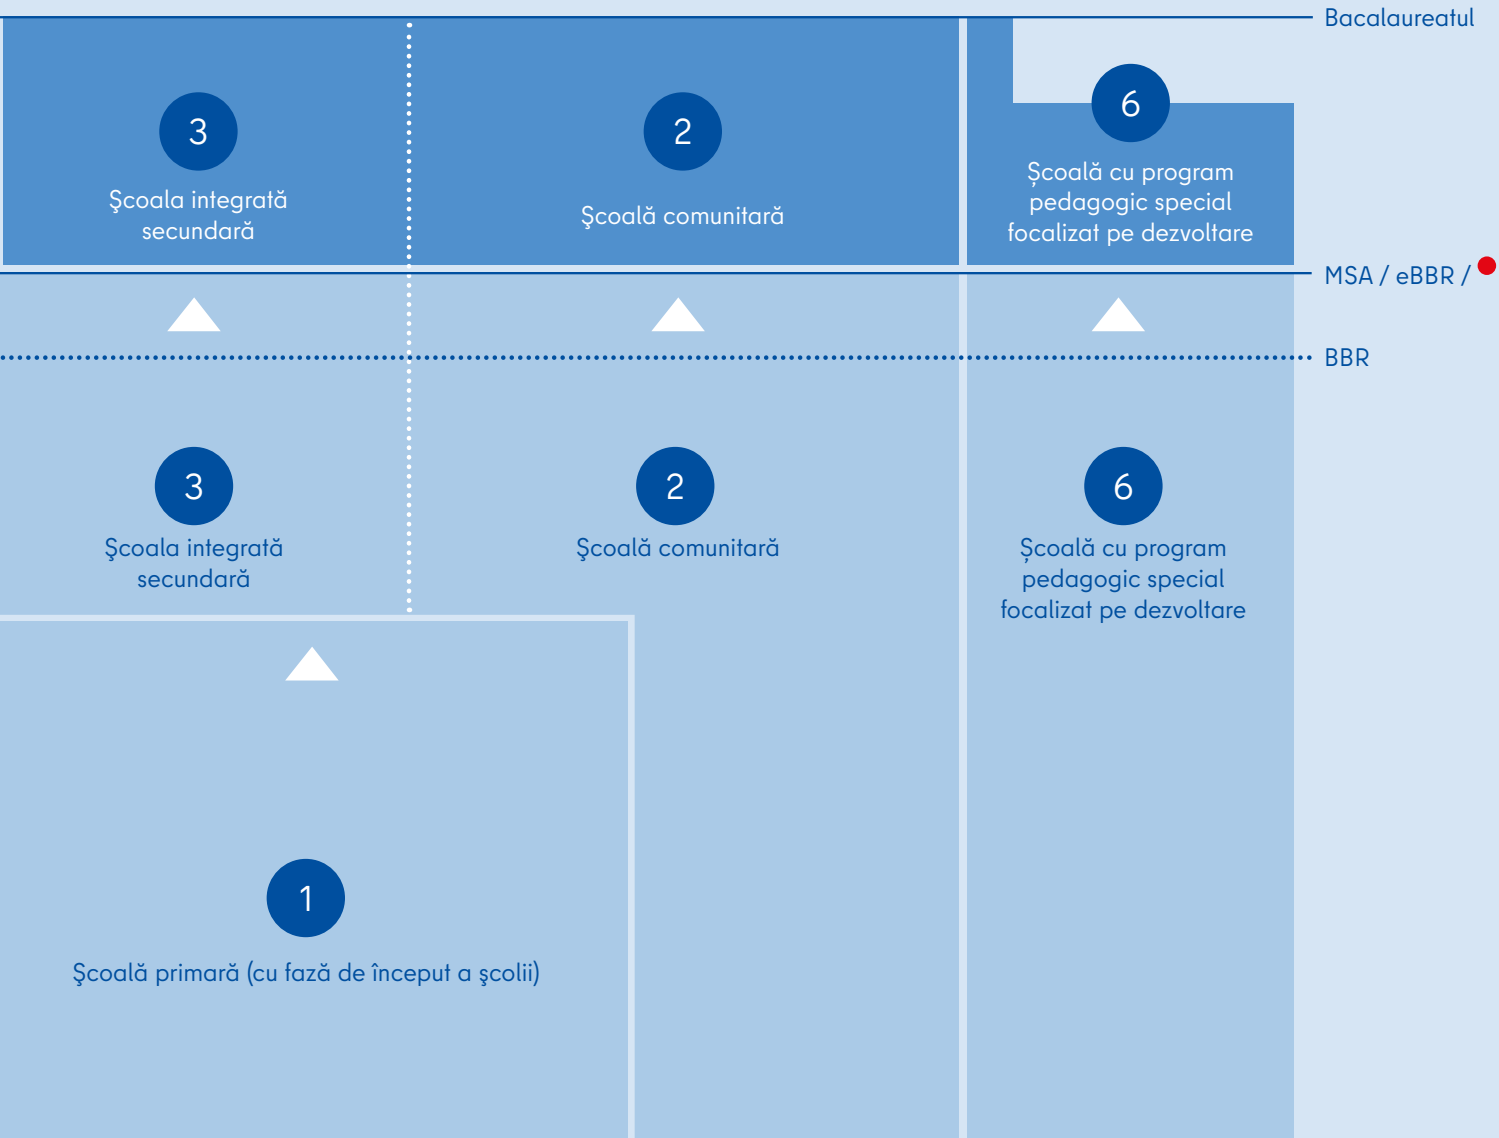 Bacalaureatul
3
Şcoala integrată
secundară
2
Şcoală comunitară
6
Școală cu program
pedagogic special
focalizat pe dezvoltare
MSA / eBBR /
BBR
3
Şcoala integrată
secundară
2
Şcoală comunitară
6
Școală cu program
pedagogic special
focalizat pe dezvoltare
1
Şcoală primară (cu fază de început a şcolii)